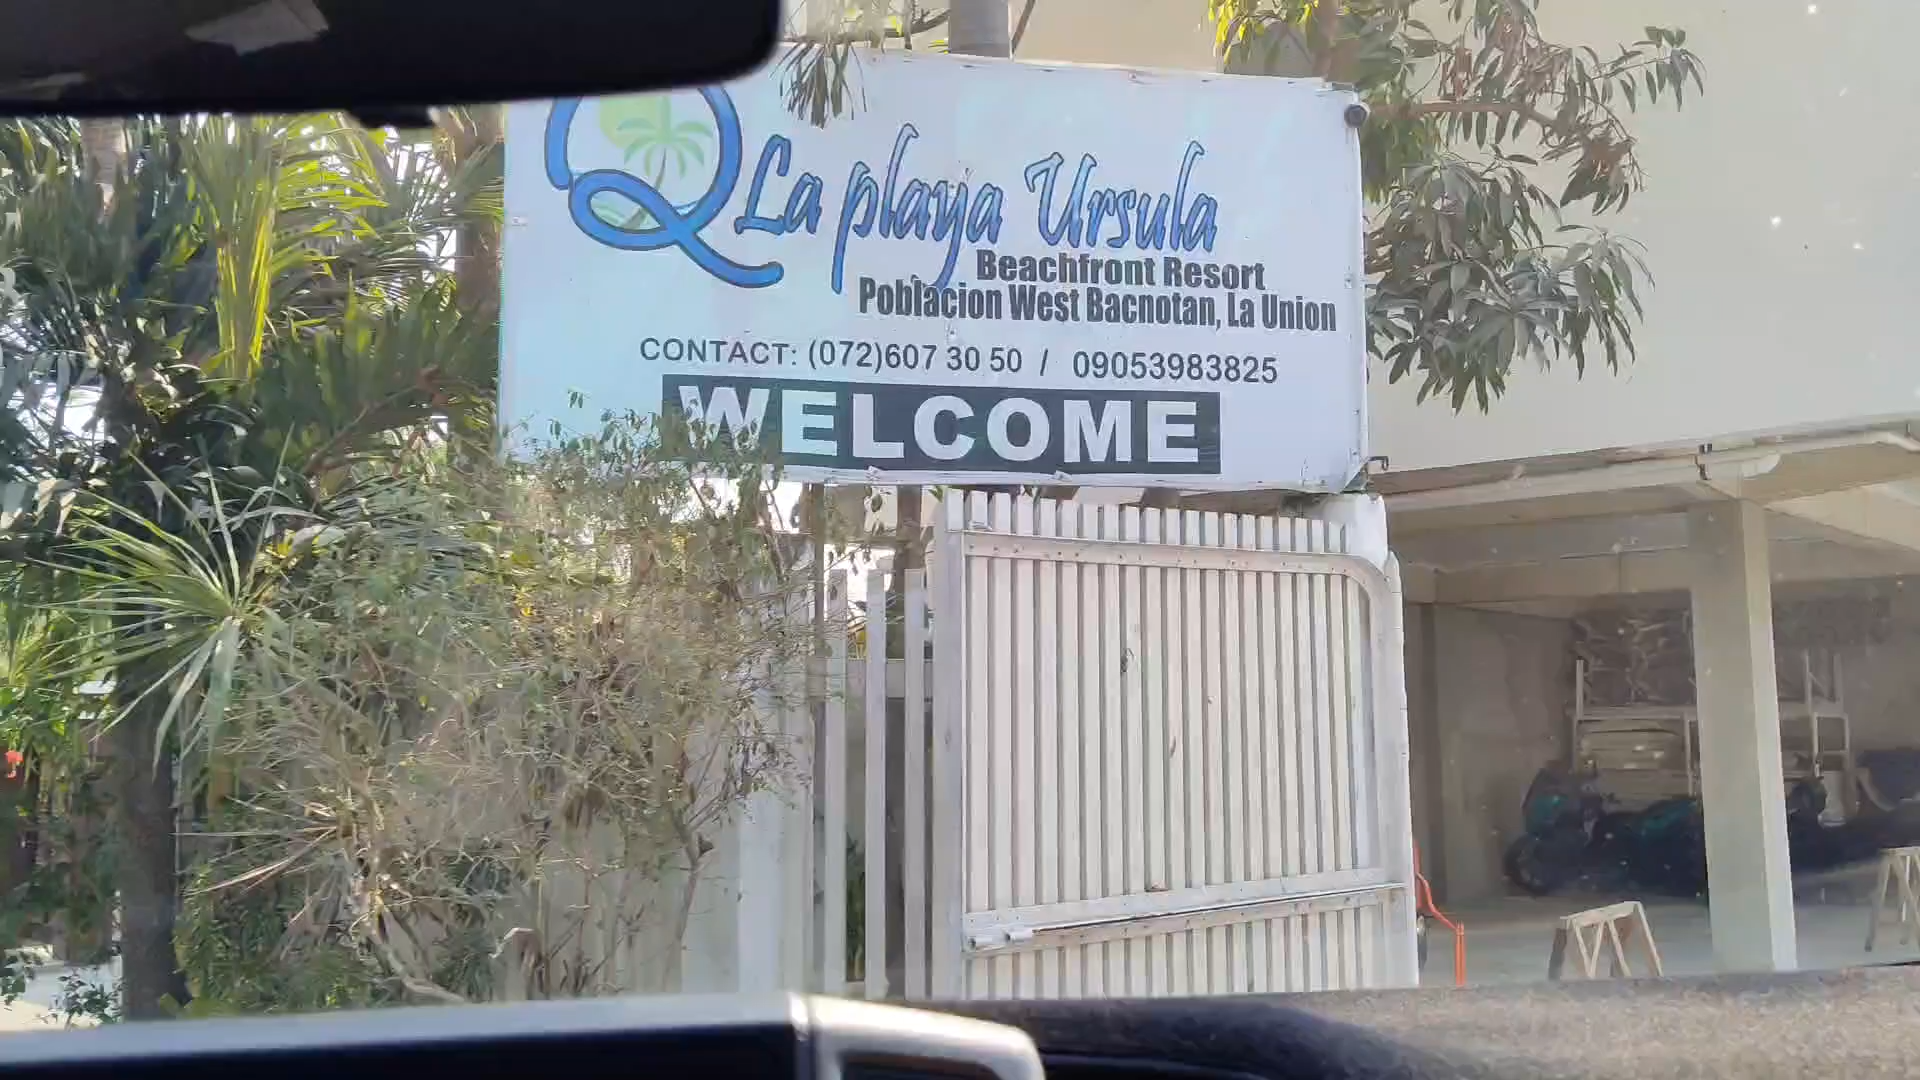 Q La playa Ursula
Beachfront Resort
Poblacion West Bacnotan, La Union
CONTACT: (072)607 30 50 / 09053983825
WELCOME